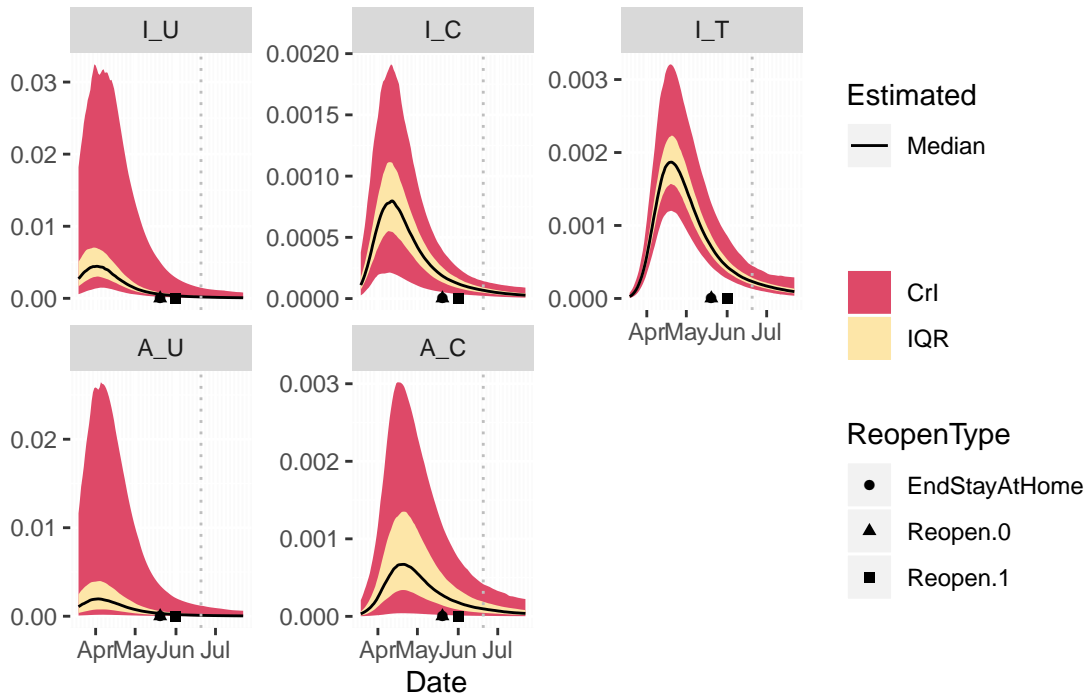 I_U
I_C
I_T
0.03
0.02
0.01
0.00
0.0020
0.0015
0.0010
0.0005
0.0000
0.003
0.002
0.001
0.000
Apr May Jun Jul
A_U
A_C
0.02
0.01
0.00
0.003
0.002
0.001
0.000
Apr May Jun Jul
Apr May Jun Jul
Date
Estimated
Median
CrI
IQR
ReopenType
EndStayAtHome
Reopen.0
Reopen.1